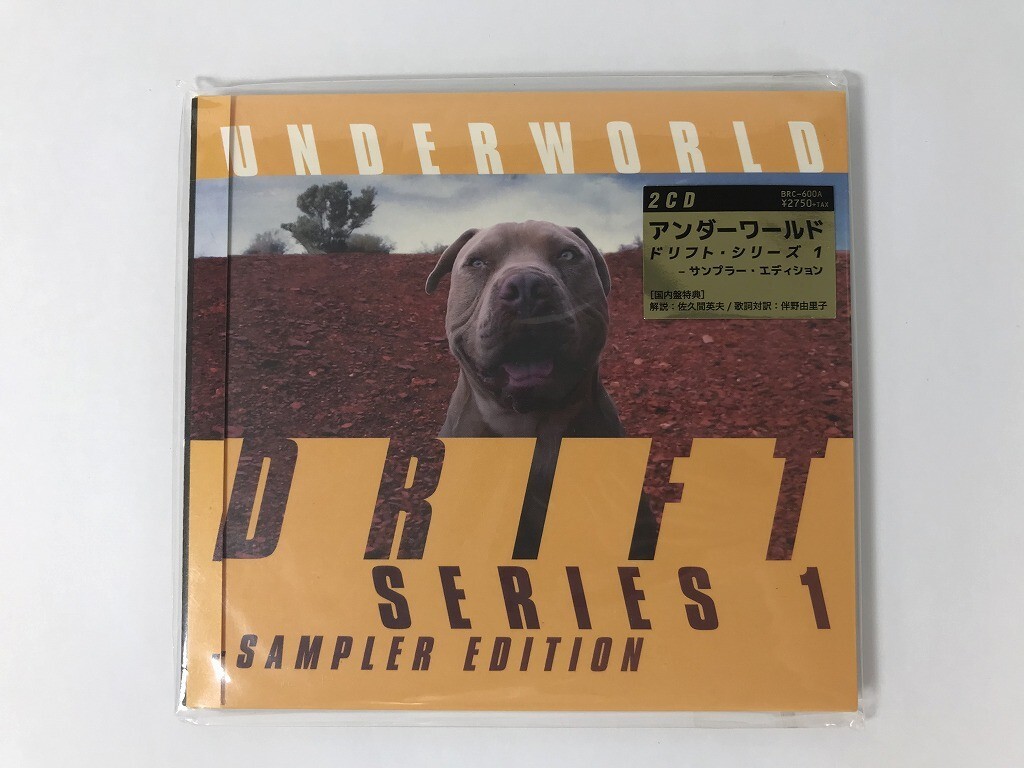 UNDERWORLD
2CD
BRC-600A
¥2750+TAX
アンダーワールド
ドリフト・シリーズ 1
- サンプラー・エディション
[国内盤特典]
解説：佐久間英夫 / 歌詞対訳：伴野由里子
DRIFT
SERIES 1
-SAMPLER EDITION